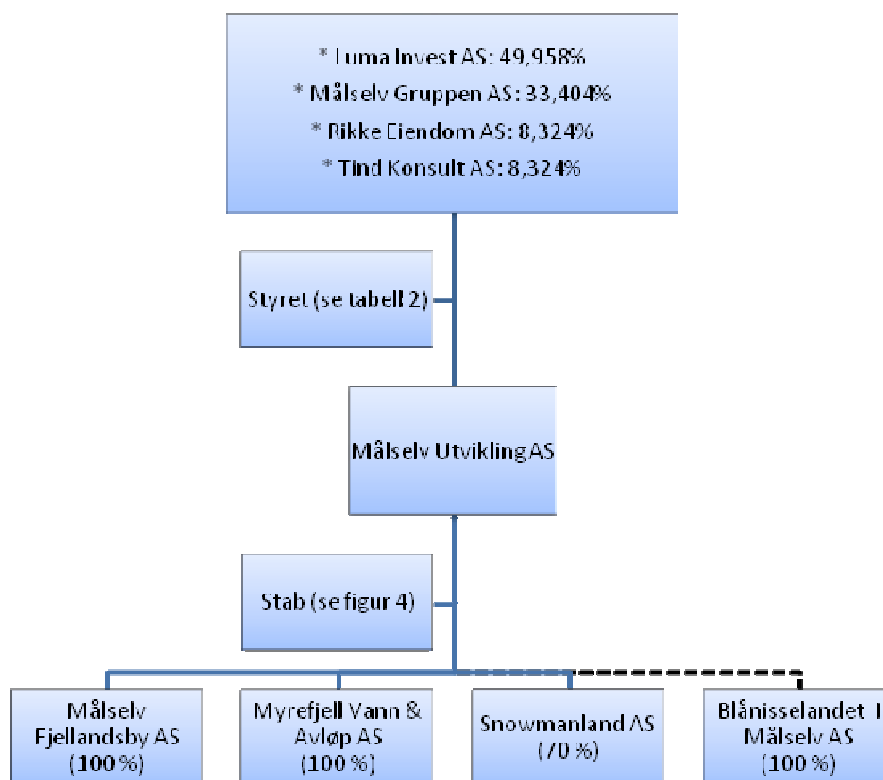 * Luma Invest AS: 49,958%
* Målselv Gruppen AS: 33,404%
* Rikke Eiendom AS: 8,324%
* Tind Konsult AS: 8,324%
Styret (se tabell 2)
Målselv Utvikling AS
Stab (se figur 4)
Målselv
Fjellandsby AS
(100 %)
Myrefjell Vann &
Avløp AS
(100 %)
Snowmanland AS
(70 %)
Blånisselandet I
Målselv AS
(100 %)